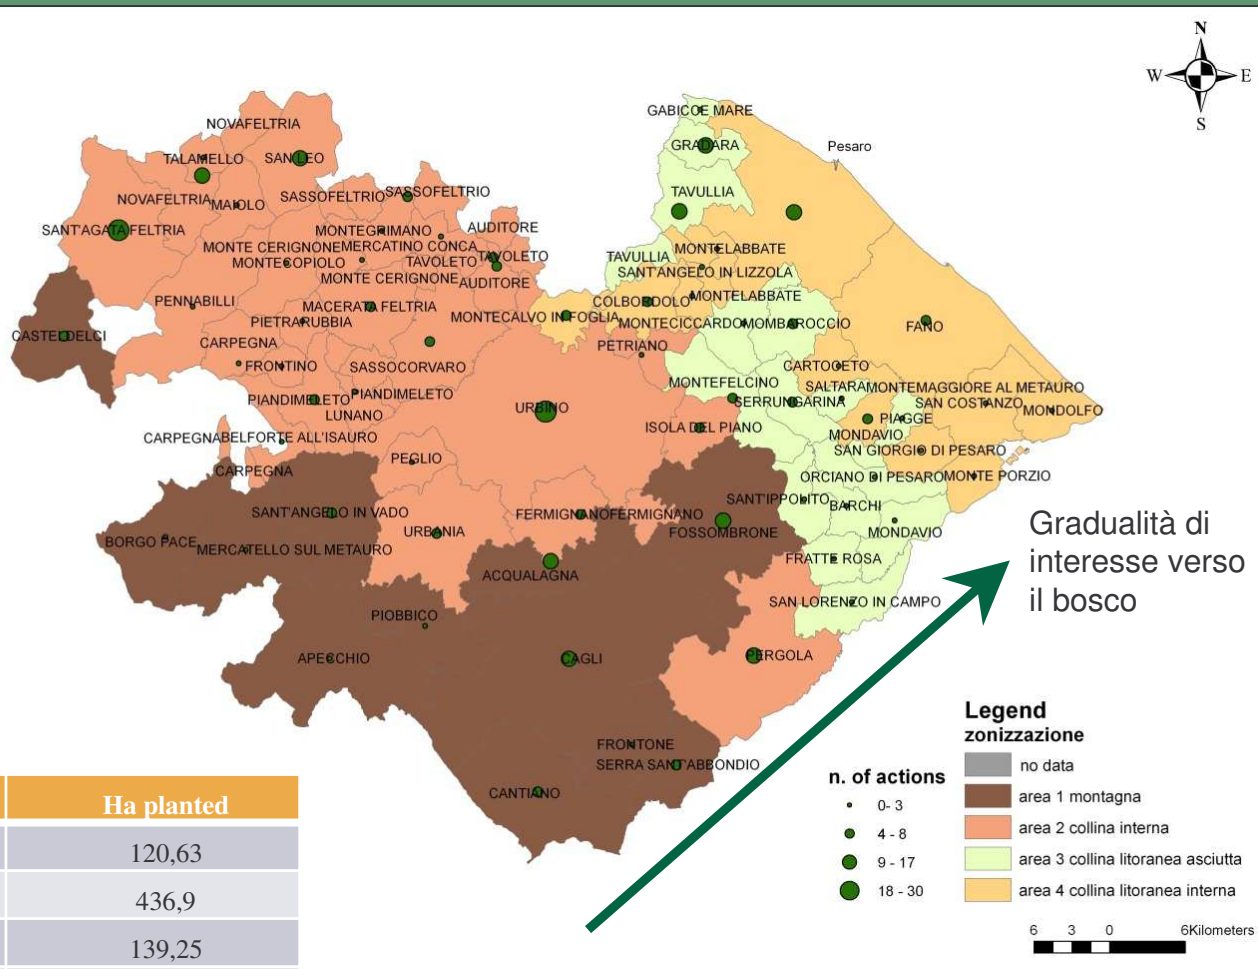 N
W E
S
GABICCE MARE
NOVAFELTRIA
GRADARA
Pesaro
TALAMELLO
SAN LEO
SASSOFELTRIO
SASSOFELTRIO
TAVULLIA
NOVAFELTRIA
MAIOLO
SANT'AGATA FELTRIA
MONTEGRIMANO
AUDITORE
MONTE CERIGNONE
MERCATINO CONCA
MONTELABBATE
MONTECOPIOLO
TAVOLETO
TAVOLETO
TAVULLIA
SANT'ANGELO IN LIZZOLA
MONTE CERIGNONE
AUDITORE
PENNABILLI
MACERATA FELTRIA
COLBORDOLO
MONTELABBATE
PIETRARUBBIA
MONTECALVO IN FOGLIA
MONTECICCARDO
MOMBAROCCIO
FANO
CASTELDELCI
CARPEGNA
PETRIANO
FRONTINO
SASSOCORVARO
CARTOCETO
MONTEFELCINO
SALTARA
MONTEMAGGIORE AL METAURO
PIANDIMELETO
PIANDIMELETO
SERRUNGARINA
SAN COSTANZO
LUNANO
URBINO
MONDOLFO
PIAGGE
ISOLA DEL PIANO
MONDAVIO
CARPEGNA
BELFORTE ALL'ISAURO
SAN GIORGIO DI PESARO
CARPEGNA
PEGLIO
ORCIANO DI PESARO
MONTE PORZIO
SANT'IPPOLITO
BARCHI
SANT'ANGELO IN VADO
FERMIGNANO
FERMIGNANO
URBANIA
FOSSOMBRONE
MONDAVIO
BORGO PACE
MERCATELLO SUL METAURO
FRATTE ROSA
ACQUALAGNA
SAN LORENZO IN CAMPO
PIOBBICO
APECCHIO
CAGLI
PERGOLA
FRONTONE
SERRA SANT'ABBONDIO
CANTIANO
Gradualità di
interesse verso
il bosco
Ha planted
120,63
436,9
139,25
n. of actions
0- 3
4 - 8
9 - 17
18 - 30
Legend
zonizzazione
no data
area 1 montagna
area 2 collina interna
area 3 collina litoranea asciutta
area 4 collina litoranea interna
6 3 0 6Kilometers